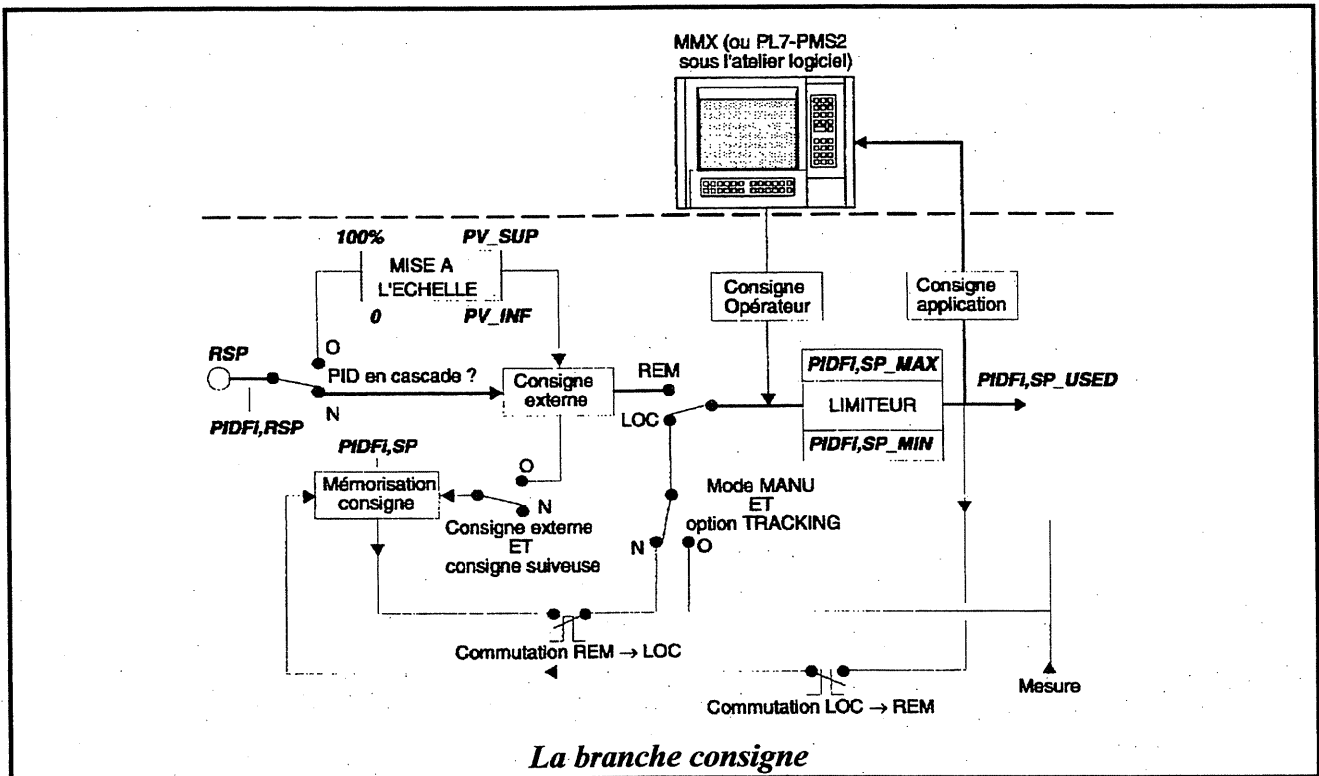 MMX (ou PL7-PMS2
sous l'atelier logiciel)
100%
PV_SUP
MISE A
L'ECHELLE
0
PV_INF
Consigne
Opérateur
Consigne
application
RSP
O
PID en cascade ?
N
PIDFi,RSP
Consigne
externe
REM
LOC
PIDFi,SP_MAX
LIMITEUR
PIDFi,SP_MIN
PIDFi,SP_USED
PIDFi,SP
Mémorisation
consigne
O
N
Consigne externe
ET
consigne suiveuse
Mode MANU
ET
option TRACKING
N
O
Commutation REM → LOC
Commutation LOC → REM
Mesure
La branche consigne